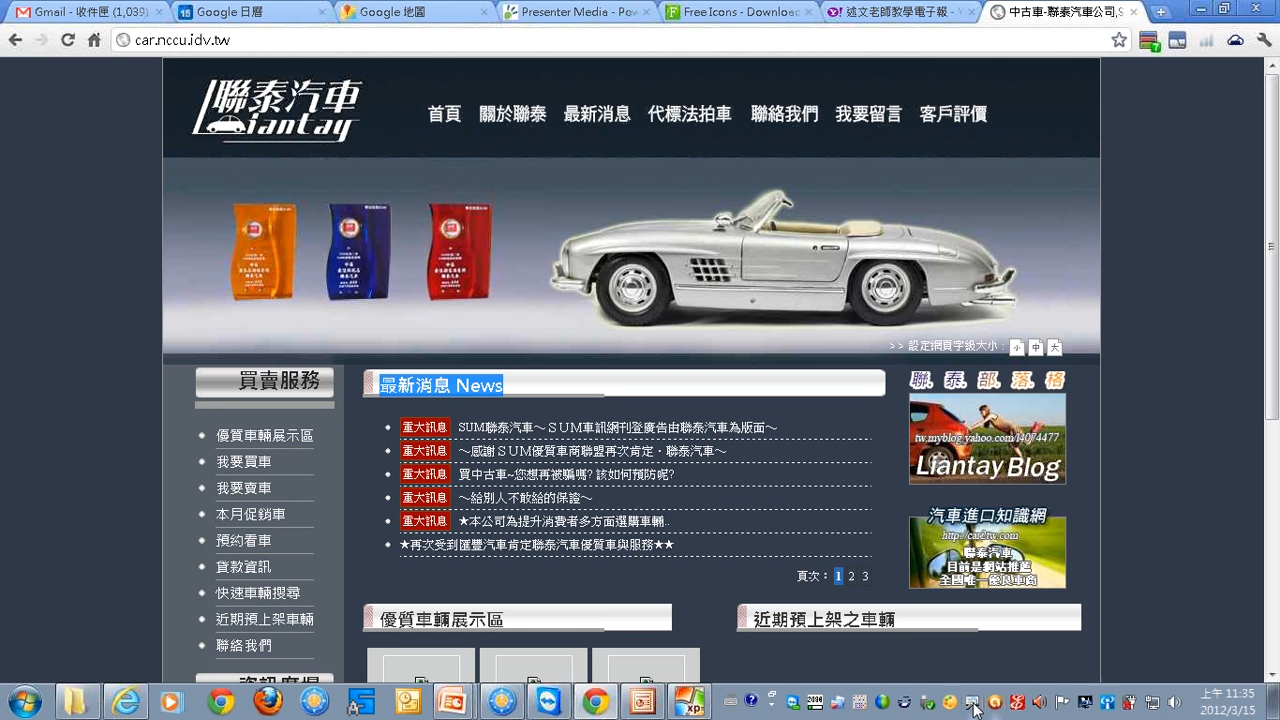 Gmail - 收件匣 (1,039)
Google 日曆
Google 地圖
Presenter Media - Pow
Free Icons - Downloac
述文老師教學電子報 - Y
中古車-聯泰汽車公司,S
car.nccu.idv.tw
聯泰汽車
Liantay
首頁 關於聯泰 最新消息 代標法拍車 聯絡我們 我要留言 客戶評價
>> 設定網頁字級大小 : 小 中 大
買賣服務
優質車輛展示區
我要買車
我要賣車
本月促銷車
預約看車
貸款資訊
快速車輛搜尋
近期預上架車輛
聯絡我們
最新消息 News
重大訊息 SUM聯泰汽車～ＳＵＭ車訊網刊登廣告由聯泰汽車為版面～
重大訊息 ～感謝ＳＵＭ優質車商聯盟再次肯定‧聯泰汽車～
重大訊息 買中古車~您想再被騙嗎? 該如何預防呢?
重大訊息 ～給別人不敢給的保證～
重大訊息 ★本公司為提升消費者多方面選購車輛..
★再次受到匯豐汽車肯定聯泰汽車優質車與服務★★
頁次： 1 2 3
聯。泰。部。落。格
tw.myblog.yahoo.com/l4074477
Liantay Blog
汽車進口知識網
http://car2tw.com
聯泰汽車
目前是網站推薦
全國唯一優良車商
優質車輛展示區
近期預上架之車輛
上午 11:35
2012/3/15